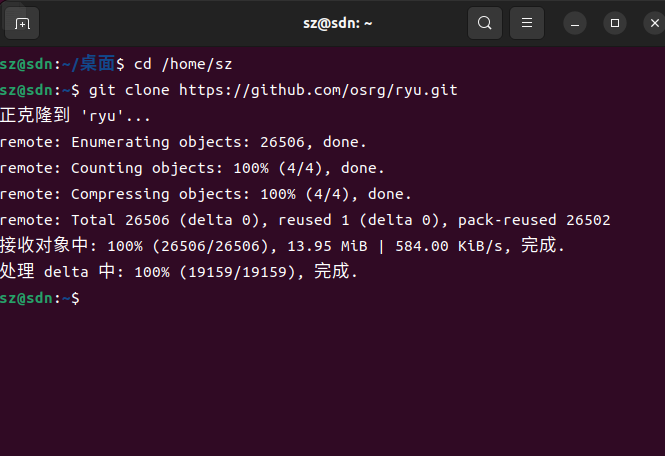 sz@sdn: ~
sz@sdn:~/桌面$ cd /home/sz
sz@sdn:~$ git clone https://github.com/osrg/ryu.git
正克隆到 'ryu'...
remote: Enumerating objects: 26506, done.
remote: Counting objects: 100% (4/4), done.
remote: Compressing objects: 100% (4/4), done.
remote: Total 26506 (delta 0), reused 1 (delta 0), pack-reused 26502
接收对象中: 100% (26506/26506), 13.95 MiB | 584.00 KiB/s, 完成.
处理 delta 中: 100% (19159/19159), 完成.
sz@sdn:~$